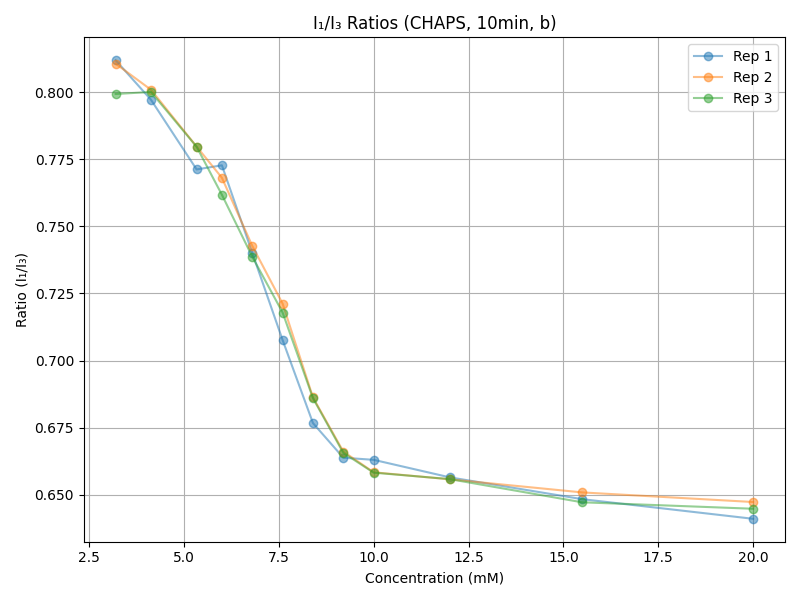 I₁/I₃ Ratios (CHAPS, 10min, b)
Rep 1
Rep 2
Rep 3
Ratio (I₁/I₃)
0.800
0.775
0.750
0.725
0.700
0.675
0.650
2.5 5.0 7.5 10.0 12.5 15.0 17.5 20.0
Concentration (mM)